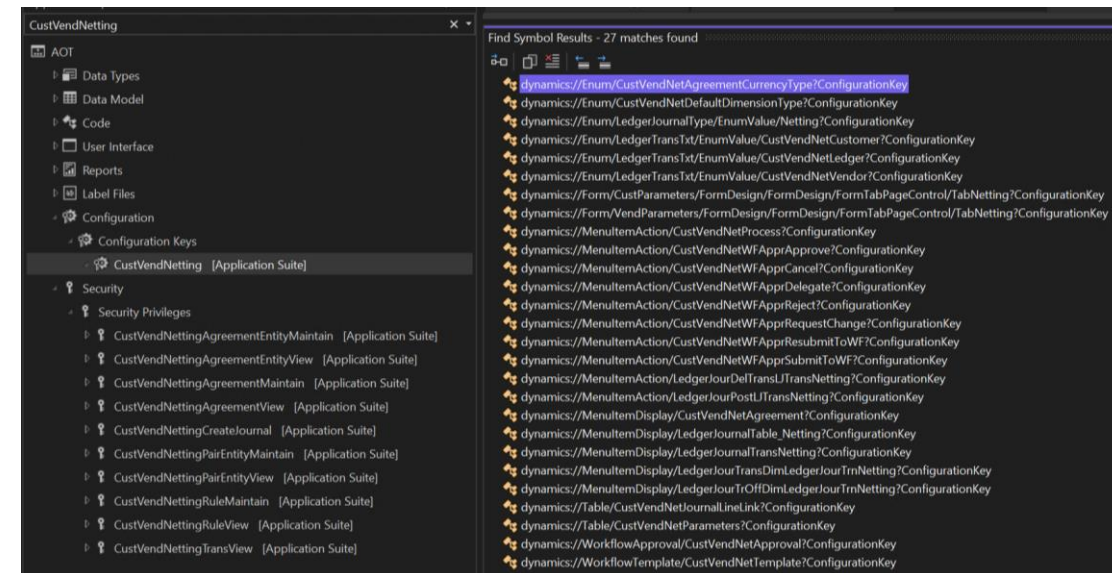 CustVendNetting
AOT
Data Types
Data Model
Code
User Interface
Reports
Label Files
Configuration
Configuration Keys
CustVendNetting [Application Suite]
Security
Security Privileges
CustVendNettingAgreementEntityMaintain [Application Suite]
CustVendNettingAgreementEntityView [Application Suite]
CustVendNettingAgreementMaintain [Application Suite]
CustVendNettingAgreementView [Application Suite]
CustVendNettingCreateJournal [Application Suite]
CustVendNettingPairEntityMaintain [Application Suite]
CustVendNettingPairEntityView [Application Suite]
CustVendNettingRuleMaintain [Application Suite]
CustVendNettingRuleView [Application Suite]
CustVendNettingTransView [Application Suite]
Find Symbol Results - 27 matches found
dynamics://Enum/CustVendNetAgreementCurrencyType?ConfigurationKey
dynamics://Enum/CustVendNetDefaultDimensionType?ConfigurationKey
dynamics://Enum/LedgerJournalType/EnumValue/Netting?ConfigurationKey
dynamics://Enum/LedgerTransTxt/EnumValue/CustVendNetCustomer?ConfigurationKey
dynamics://Enum/LedgerTransTxt/EnumValue/CustVendNetLedger?ConfigurationKey
dynamics://Enum/LedgerTransTxt/EnumValue/CustVendNetVendor?ConfigurationKey
dynamics://Form/CustParameters/FormDesign/FormDesign/FormTabPageControl/TabNetting?ConfigurationKey
dynamics://Form/VendParameters/FormDesign/FormDesign/FormTabPageControl/TabNetting?ConfigurationKey
dynamics://MenuItemAction/CustVendNetProcess?ConfigurationKey
dynamics://MenuItemAction/CustVendNetWFApprApprove?ConfigurationKey
dynamics://MenuItemAction/CustVendNetWFApprCancel?ConfigurationKey
dynamics://MenuItemAction/CustVendNetWFApprDelegate?ConfigurationKey
dynamics://MenuItemAction/CustVendNetWFApprReject?ConfigurationKey
dynamics://MenuItemAction/CustVendNetWFApprRequestChange?ConfigurationKey
dynamics://MenuItemAction/CustVendNetWFApprResubmitToWF?ConfigurationKey
dynamics://MenuItemAction/CustVendNetWFApprSubmitToWF?ConfigurationKey
dynamics://MenuItemAction/LedgerJourDelTransLJTransNetting?ConfigurationKey
dynamics://MenuItemAction/LedgerJourPostLJTransNetting?ConfigurationKey
dynamics://MenuItemDisplay/CustVendNetAgreement?ConfigurationKey
dynamics://MenuItemDisplay/LedgerJournalTable_Netting?ConfigurationKey
dynamics://MenuItemDisplay/LedgerJournalTransNetting?ConfigurationKey
dynamics://MenuItemDisplay/LedgerJourTransDimLedgerJourTrnNetting?ConfigurationKey
dynamics://MenuItemDisplay/LedgerJourTrOffDimLedgerJourTrnNetting?ConfigurationKey
dynamics://Table/CustVendNetJournalLineLink?ConfigurationKey
dynamics://Table/CustVendNetParameters?ConfigurationKey
dynamics://WorkflowApproval/CustVendNetApproval?ConfigurationKey
dynamics://WorkflowTemplate/CustVendNetTemplate?ConfigurationKey